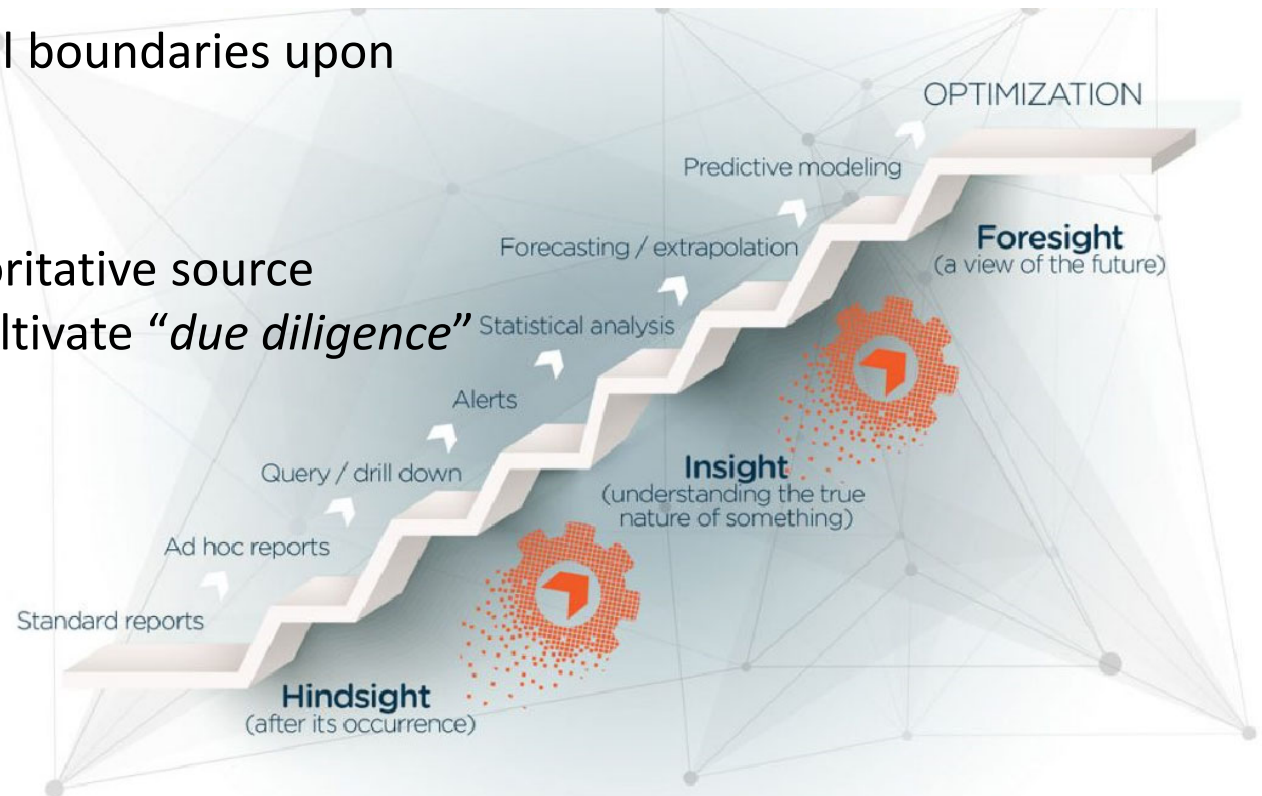 l boundaries upon
oritative source
ltivate “due diligence”
OPTIMIZATION
Predictive modeling
Forecasting / extrapolation
Statistical analysis
Alerts
Query / drill down
Ad hoc reports
Standard reports
Foresight
(a view of the future)
Insight
(understanding the true
nature of something)
Hindsight
(after its occurrence)